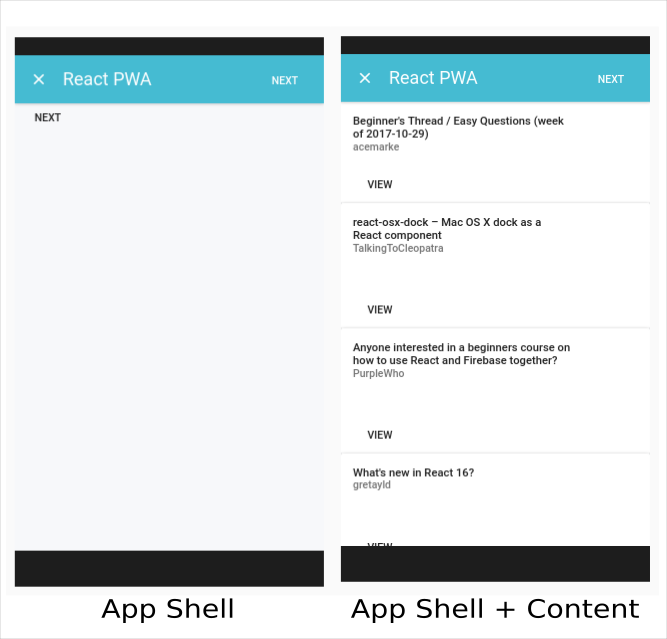 ✕ React PWA NEXT
NEXT
App Shell
✕ React PWA NEXT
Beginner's Thread / Easy Questions (week
of 2017-10-29)
acemarke
VIEW
react-osx-dock – Mac OS X dock as a
React component
TalkingToCleopatra
VIEW
Anyone interested in a beginners course on
how to use React and Firebase together?
PurpleWho
VIEW
What's new in React 16?
gretayld
VIEW
App Shell + Content